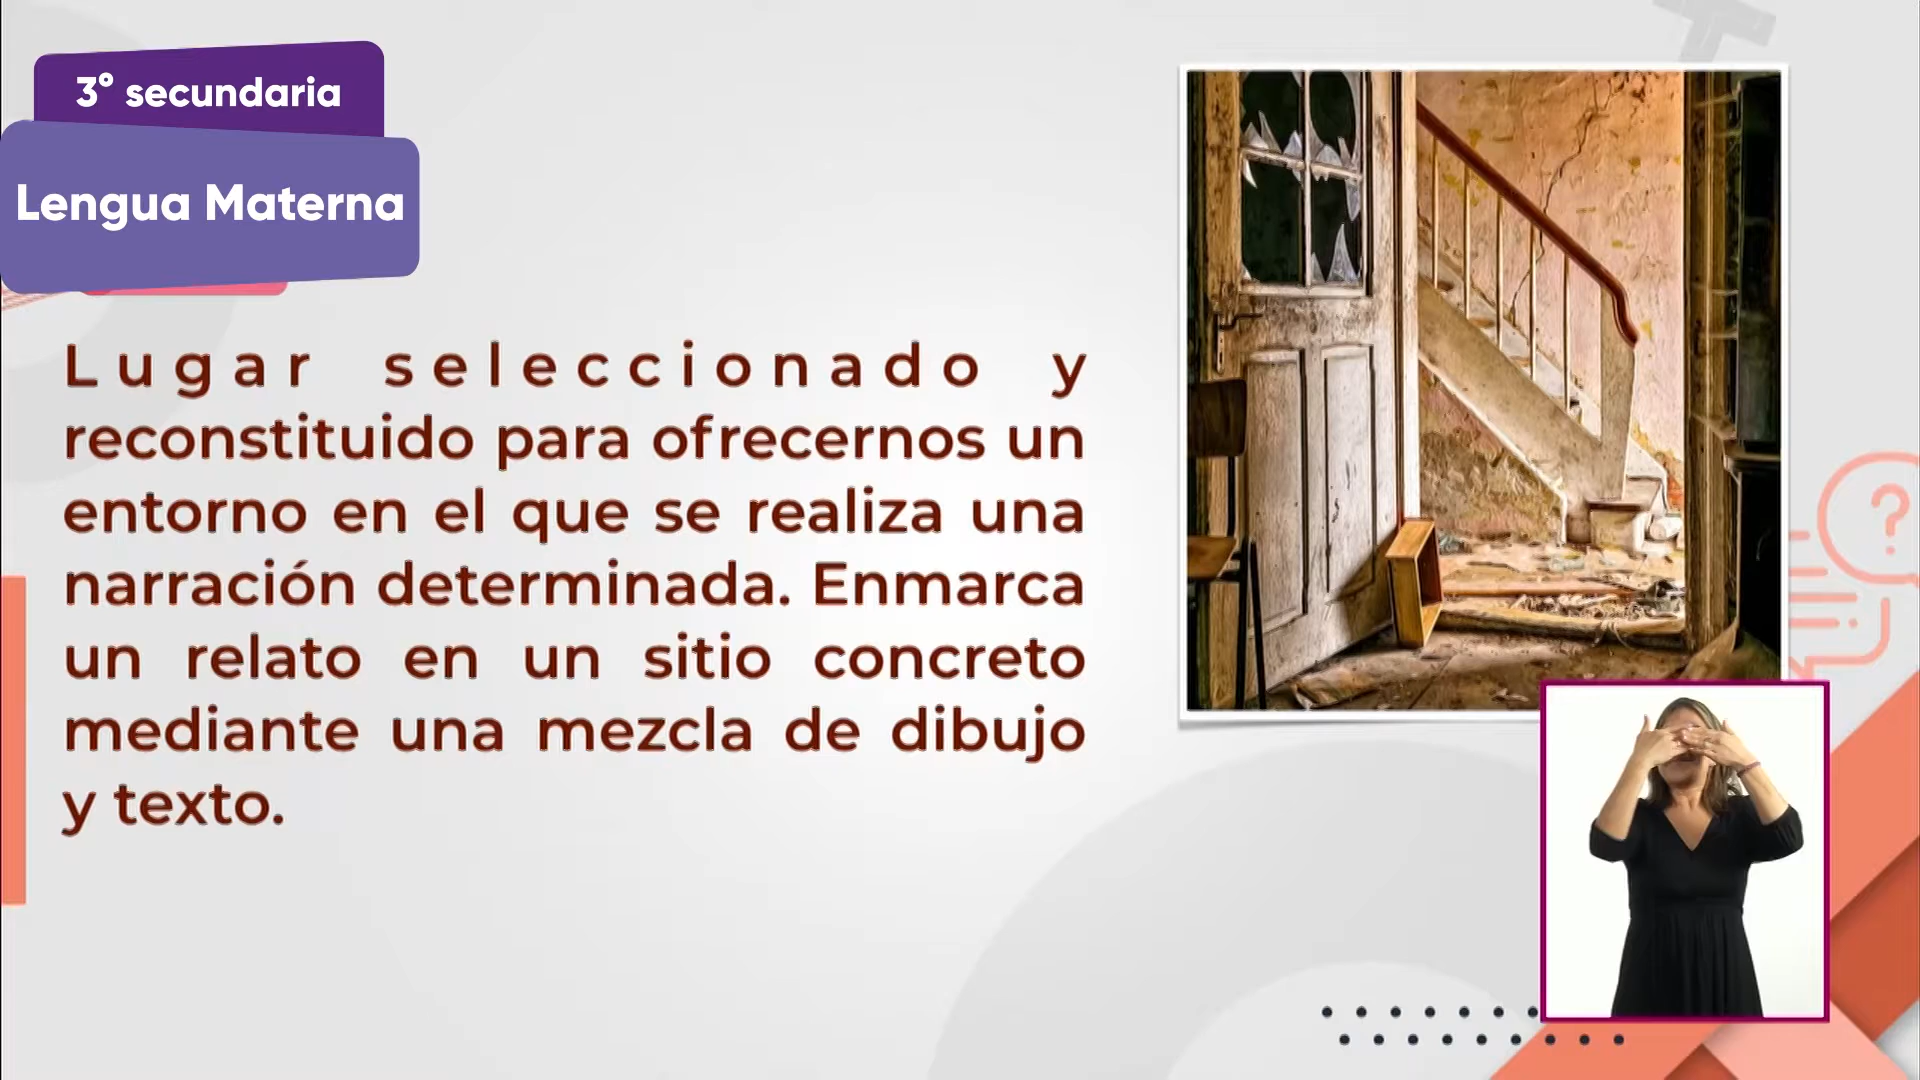 3° secundaria
Lengua Materna
Lugar seleccionado y
reconstituido para ofrecernos un
entorno en el que se realiza una
narración determinada. Enmarca
un relato en un sitio concreto
mediante una mezcla de dibujo
y texto.
?